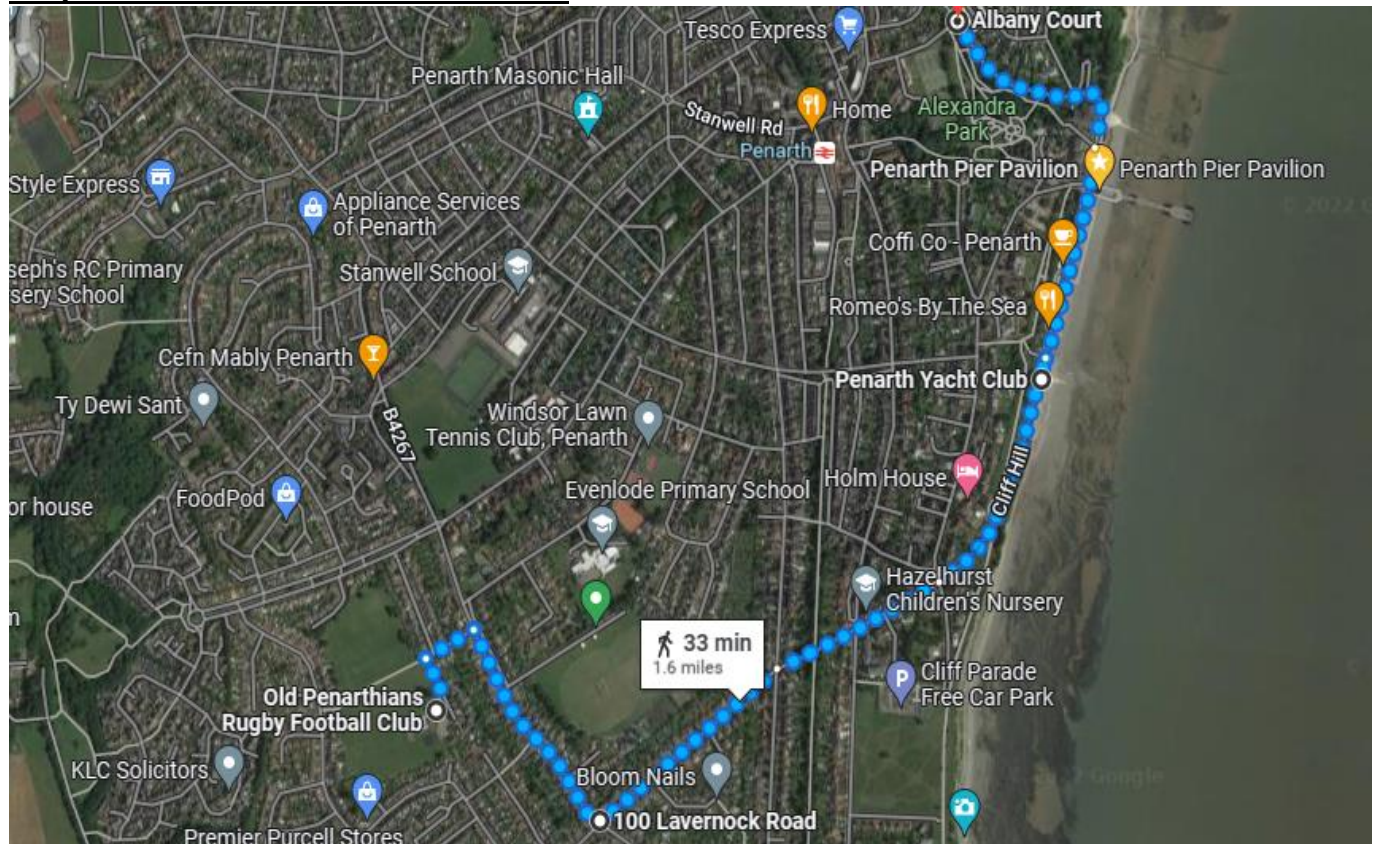 Albany Court
Tesco Express
Penarth Masonic Hall
Home
Stanwell Rd
Alexandra
Park
Penarth
Penarth Pier Pavilion
Penarth Pier Pavilion
Style Express
Appliance Services
of Penarth
© 2022
Coffi Co - Penarth
Stanwell School
seph's RC Primary
sery School
Romeo's By The Sea
Cefn Mably Penarth
Penarth Yacht Club
Ty Dewi Sant
B4267
Windsor Lawn
Tennis Club, Penarth
Cliff Hill
Holm House
Evenlode Primary School
FoodPod
or house
Hazelhurst
Children's Nursery
33 min
1.6 miles
Cliff Parade
Free Car Park
Old Penarthians
Rugby Football Club
KLC Solicitors
Bloom Nails
Google
100 Lavernock Road
Premier Purcell Stores